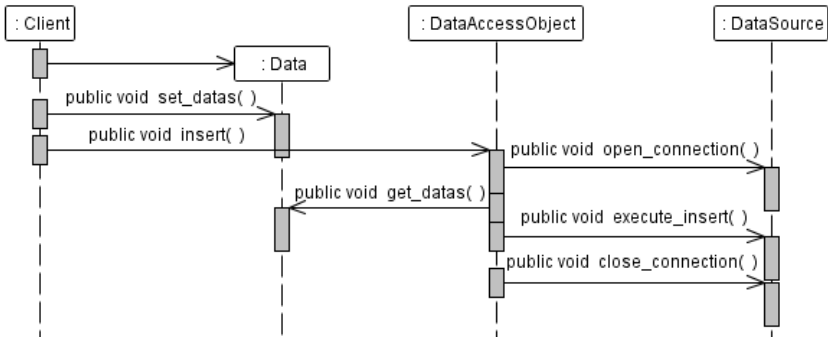 : Client
: DataAccessObject
: DataSource
: Data
public void set_datas( )
public void insert( )
public void open_connection( )
public void get_datas( )
public void execute_insert( )
public void close_connection( )